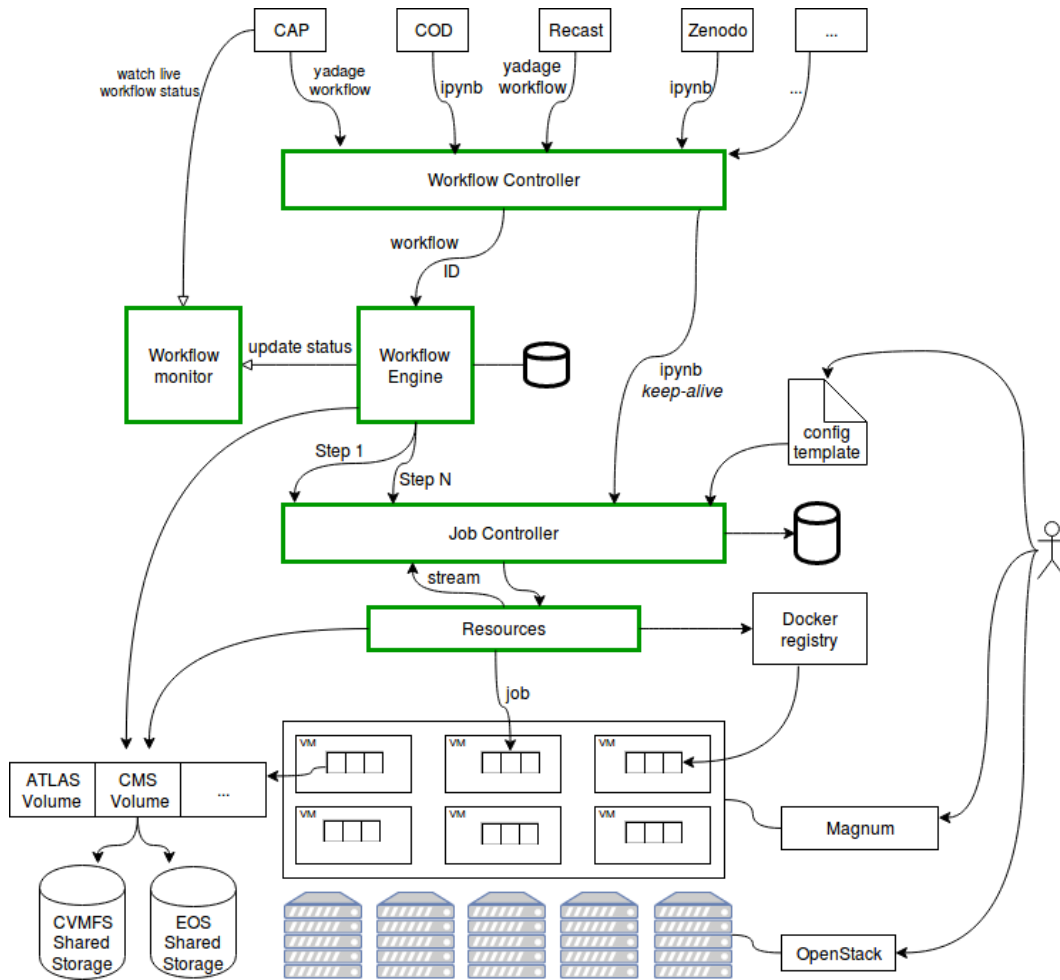 CAP
COD
Recast
Zenodo
...
watch live
workflow status
yadage
workflow
ipynb
yadage
workflow
ipynb
...
Workflow Controller
workflow
ID
Workflow
monitor
update status
Workflow
Engine
ipynb
keep-alive
config
template
Step 1
Step N
Job Controller
stream
Resources
Docker
registry
job
VM
VM
VM
ATLAS
Volume
CMS
Volume
...
VM
VM
VM
Magnum
CVMFS
Shared
Storage
EOS
Shared
Storage
OpenStack